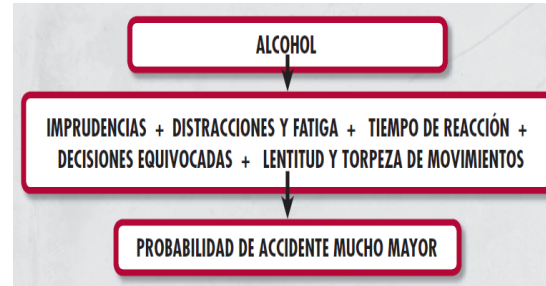 ALCOHOL
IMPRUDENCIAS + DISTRACCIONES Y FATIGA + TIEMPO DE REACCIÓN +
DECISIONES EQUIVOCADAS + LENTITUD Y TORPEZA DE MOVIMIENTOS
PROBABILIDAD DE ACCIDENTE MUCHO MAYOR